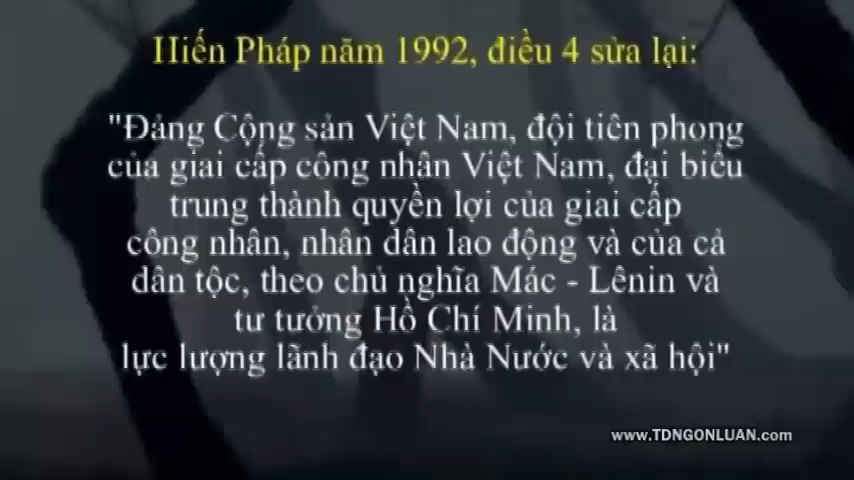 Hiến Pháp năm 1992, điều 4 sửa lại:
"Đảng Cộng sản Việt Nam, đội tiên phong
của giai cấp công nhân Việt Nam, đại biểu
trung thành quyền lợi của giai cấp
công nhân, nhân dân lao động và của cả
dân tộc, theo chủ nghĩa Mác - Lênin và
tư tưởng Hồ Chí Minh, là
lực lượng lãnh đạo Nhà Nước và xã hội"
www.TDNGONLUAN.com